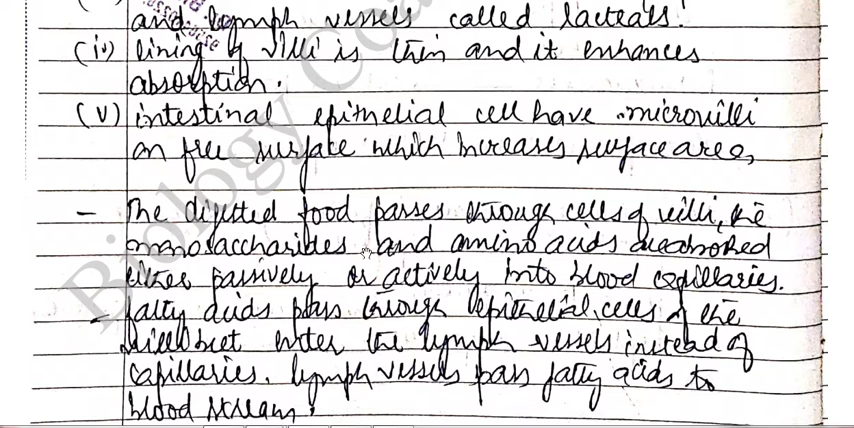 and lymph vessels called lacteals.
(iv) lining of villi is thin and it enhances
absorption.
(v) intestinal epithelial cell have microvilli
on free surface which increases surface area,
- The digested food passes through cells of villi, the
monosaccharides and amino acids are absorbed
either passively or actively into blood capillaries.
- fatty acids pass through epithelial cells of the
villi but enter the lymph vessels instead of
capillaries. lymph vessels pass fatty acids to
blood stream.
Biology Coa